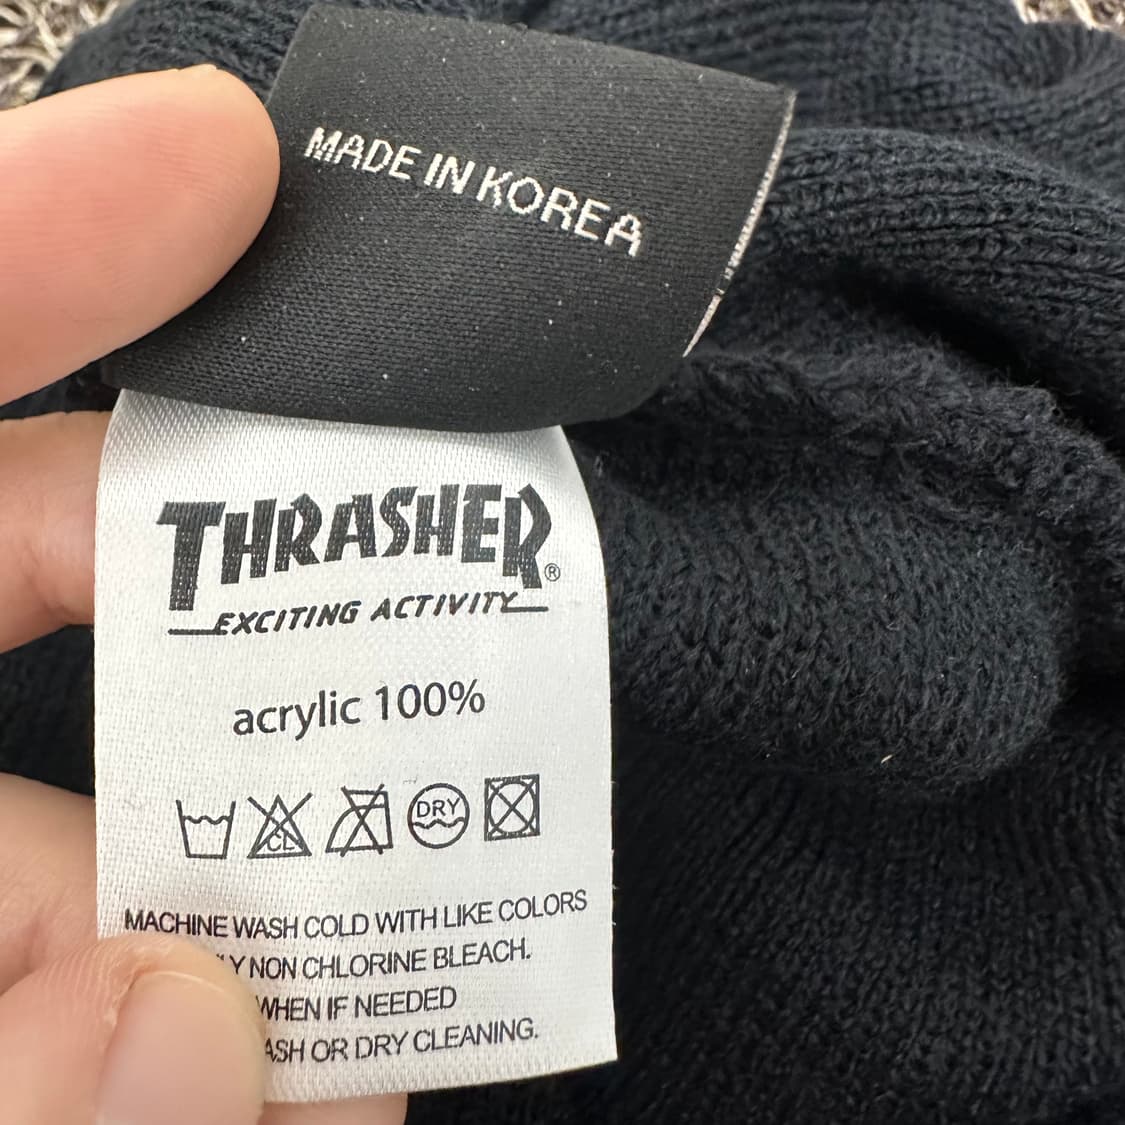 MADE IN KOREA
THRASHER®
EXCITING ACTIVITY
acrylic 100%
CL DRY
MACHINE WASH COLD WITH LIKE COLORS
NON CHLORINE BLEACH.
WHEN IF NEEDED
OR DRY CLEANING.